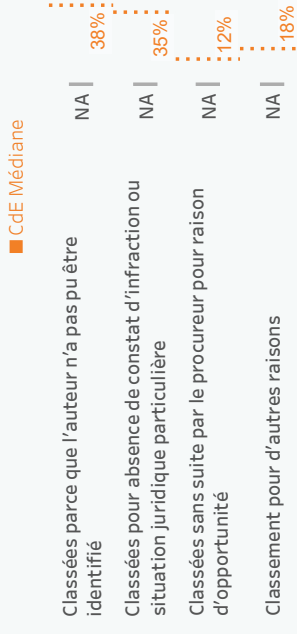 CdE Médiane
Classées parce que l'auteur n'a pas pu être
identifié
NA
38%
Classées pour absence de constat d'infraction ou
situation juridique particulière
NA
35%
Classées sans suite par le procureur pour raison
d'opportunité
NA
12%
Classement pour d'autres raisons
NA
18%